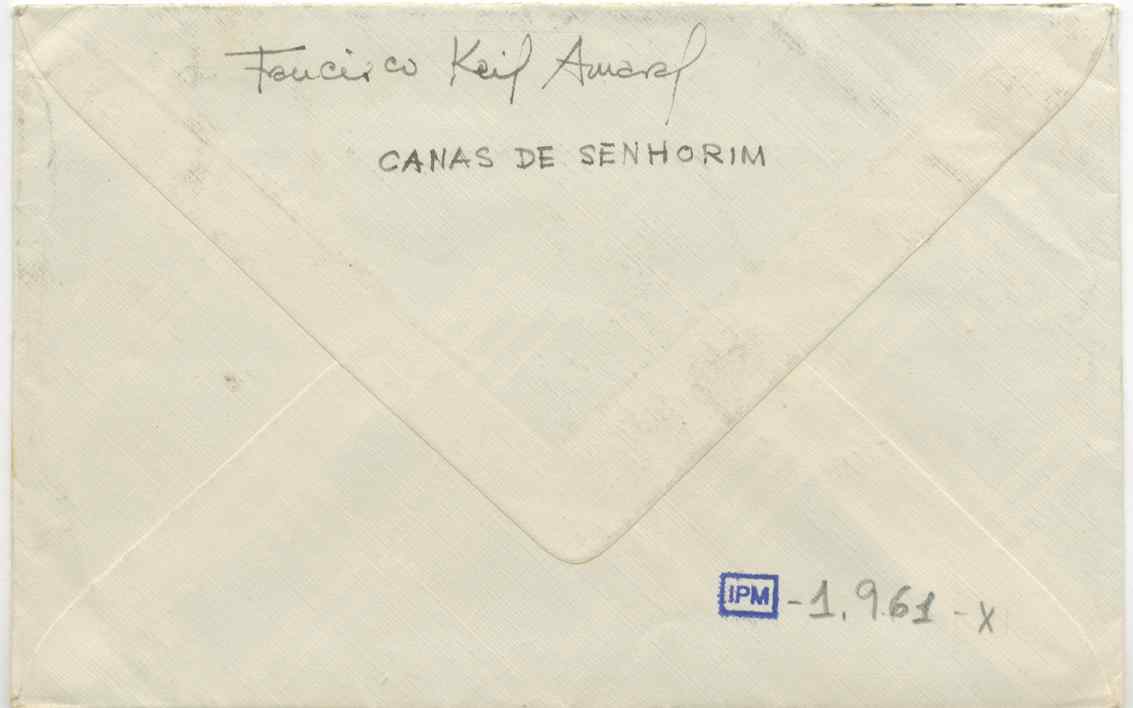 Francisco Keil Amaral
CANAS DE SENHORIM
IPM -1.961-X